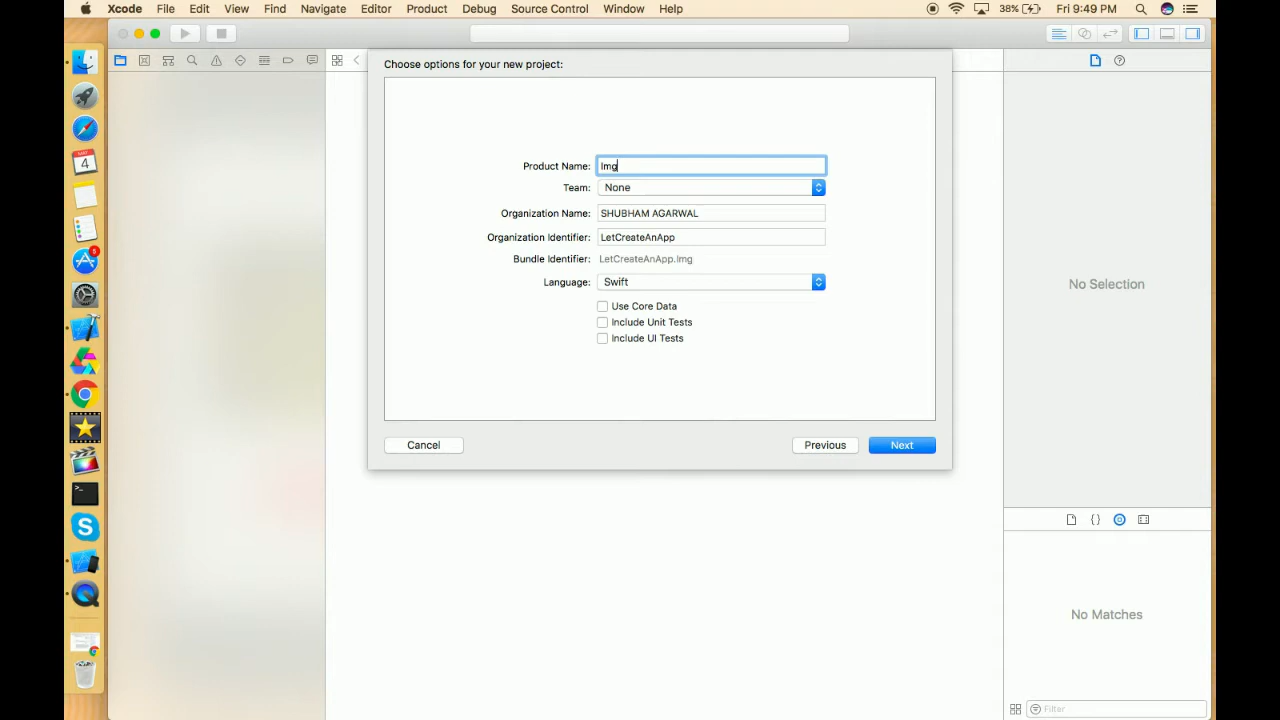 Xcode File Edit View Find Navigate Editor Product Debug Source Control Window Help 38% Fri 9:49 PM
Choose options for your new project:
Product Name: Img
Team: None
Organization Name: SHUBHAM AGARWAL
Organization Identifier: LetCreateAnApp
Bundle Identifier: LetCreateAnApp.Img
Language: Swift
Use Core Data
Include Unit Tests
Include UI Tests
Cancel Previous Next
No Selection
No Matches
Filter
4
5
S